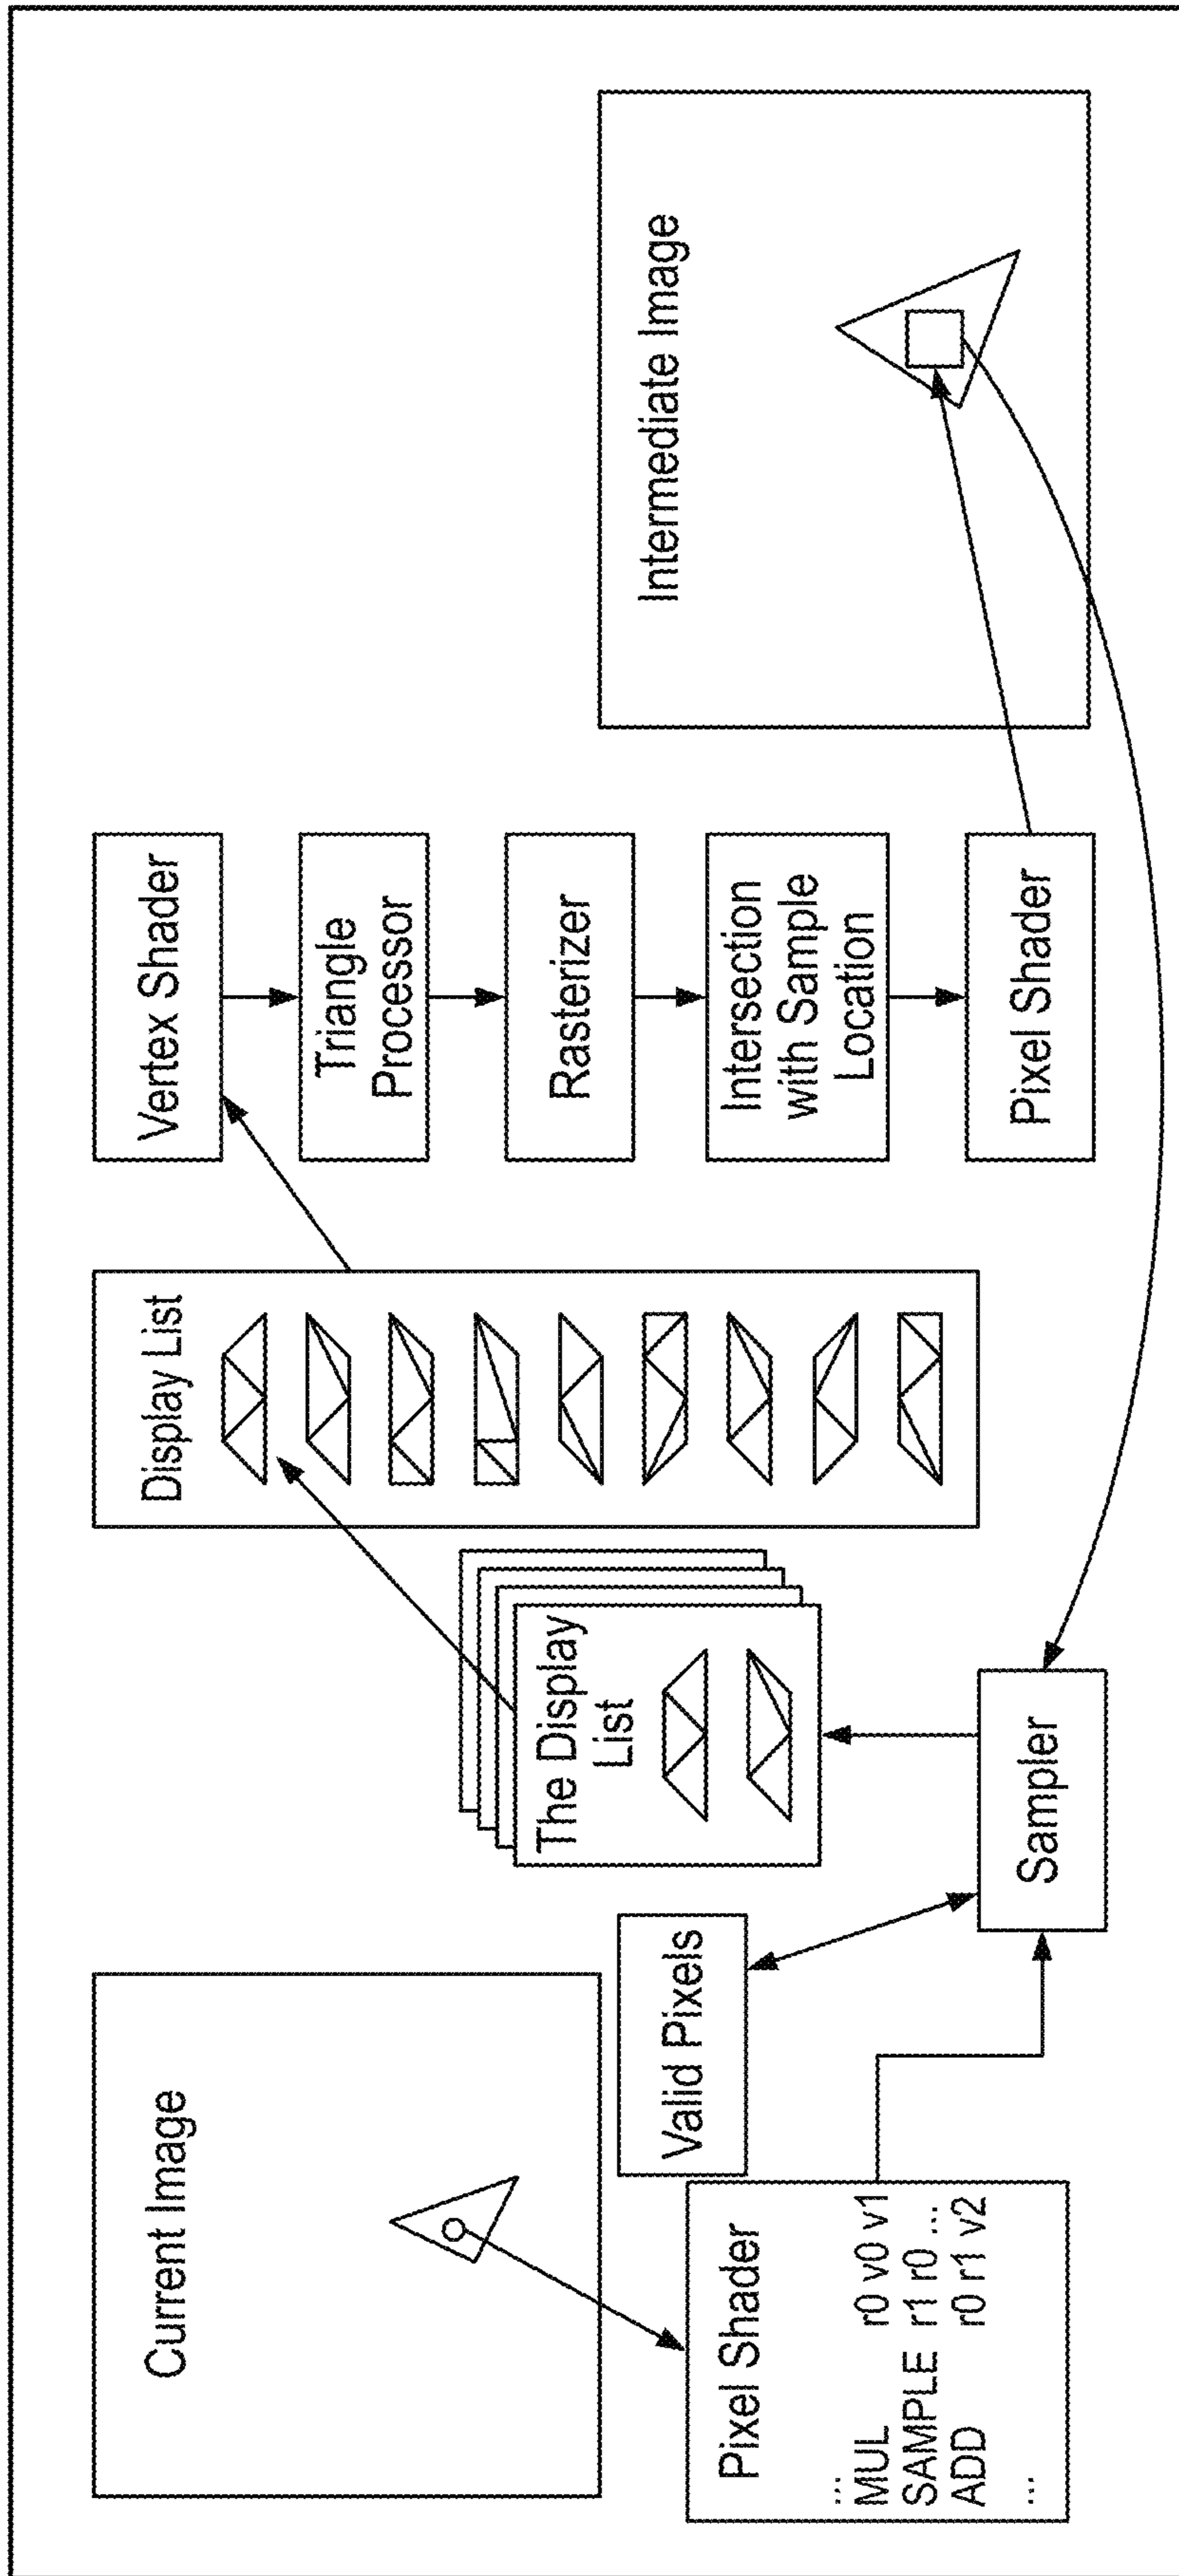 Current Image
Pixel Shader
...
MUL r0 v0 v1
SAMPLE r1 r0 ...
ADD r0 r1 v2
...
Valid Pixels
Sampler
The Display
List
Display List
Vertex Shader
Triangle
Processor
Rasterizer
Intersection
with Sample
Location
Pixel Shader
Intermediate Image